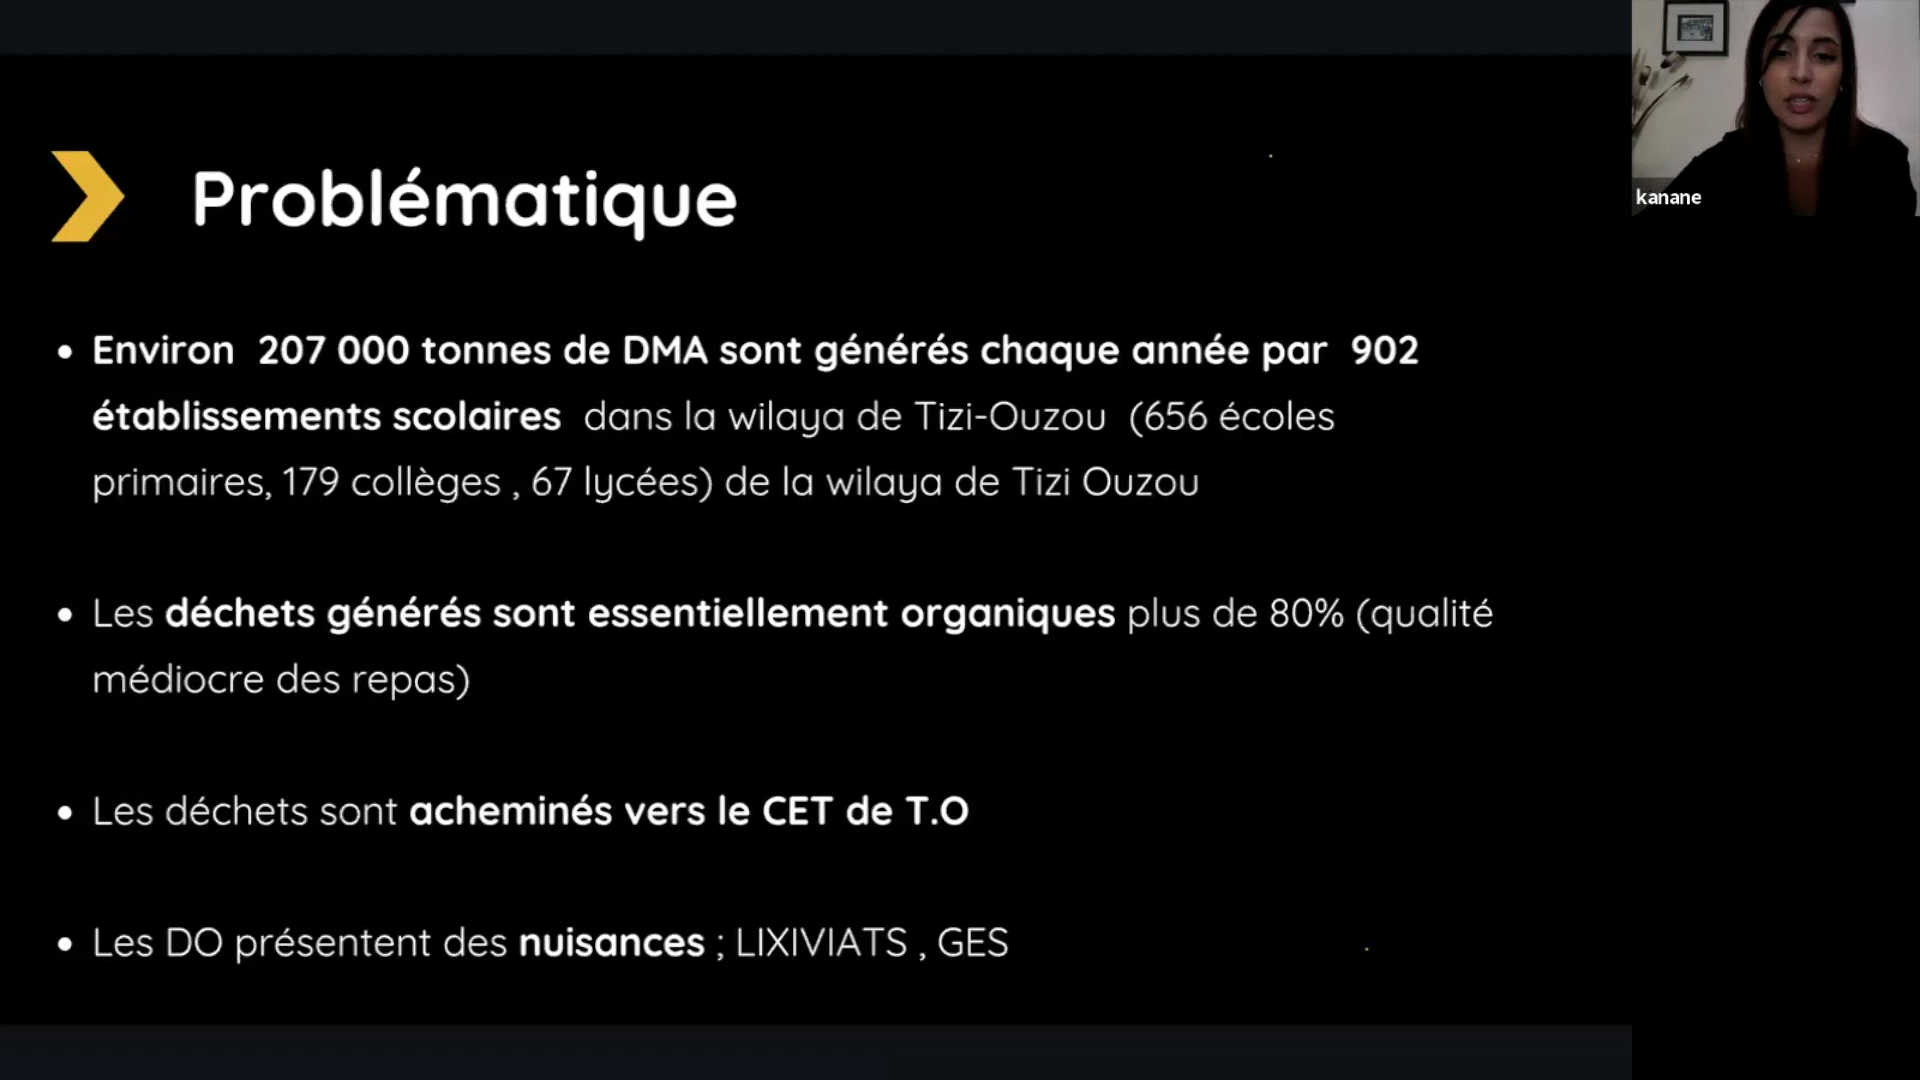 Problématique
• Environ 207 000 tonnes de DMA sont générés chaque année par 902
établissements scolaires dans la wilaya de Tizi-Ouzou (656 écoles
primaires, 179 collèges , 67 lycées) de la wilaya de Tizi Ouzou
• Les déchets générés sont essentiellement organiques plus de 80% (qualité
médiocre des repas)
• Les déchets sont acheminés vers le CET de T.O
• Les DO présentent des nuisances ; LIXIVIATS , GES
kanane